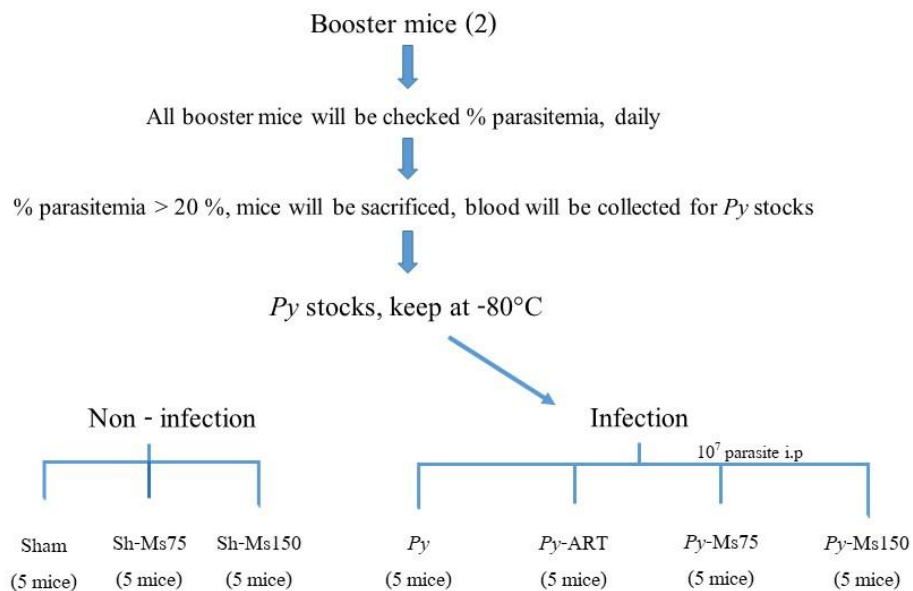 Booster mice (2)
All booster mice will be checked % parasitemia, daily
% parasitemia > 20 %, mice will be sacrificed, blood will be collected for Py stocks
Py stocks, keep at -80°C
Non - infection
Infection
10⁷ parasite i.p
Sham Sh-Ms75 Sh-Ms150 Py Py-ART Py-Ms75 Py-Ms150
(5 mice) (5 mice) (5 mice) (5 mice) (5 mice) (5 mice) (5 mice)